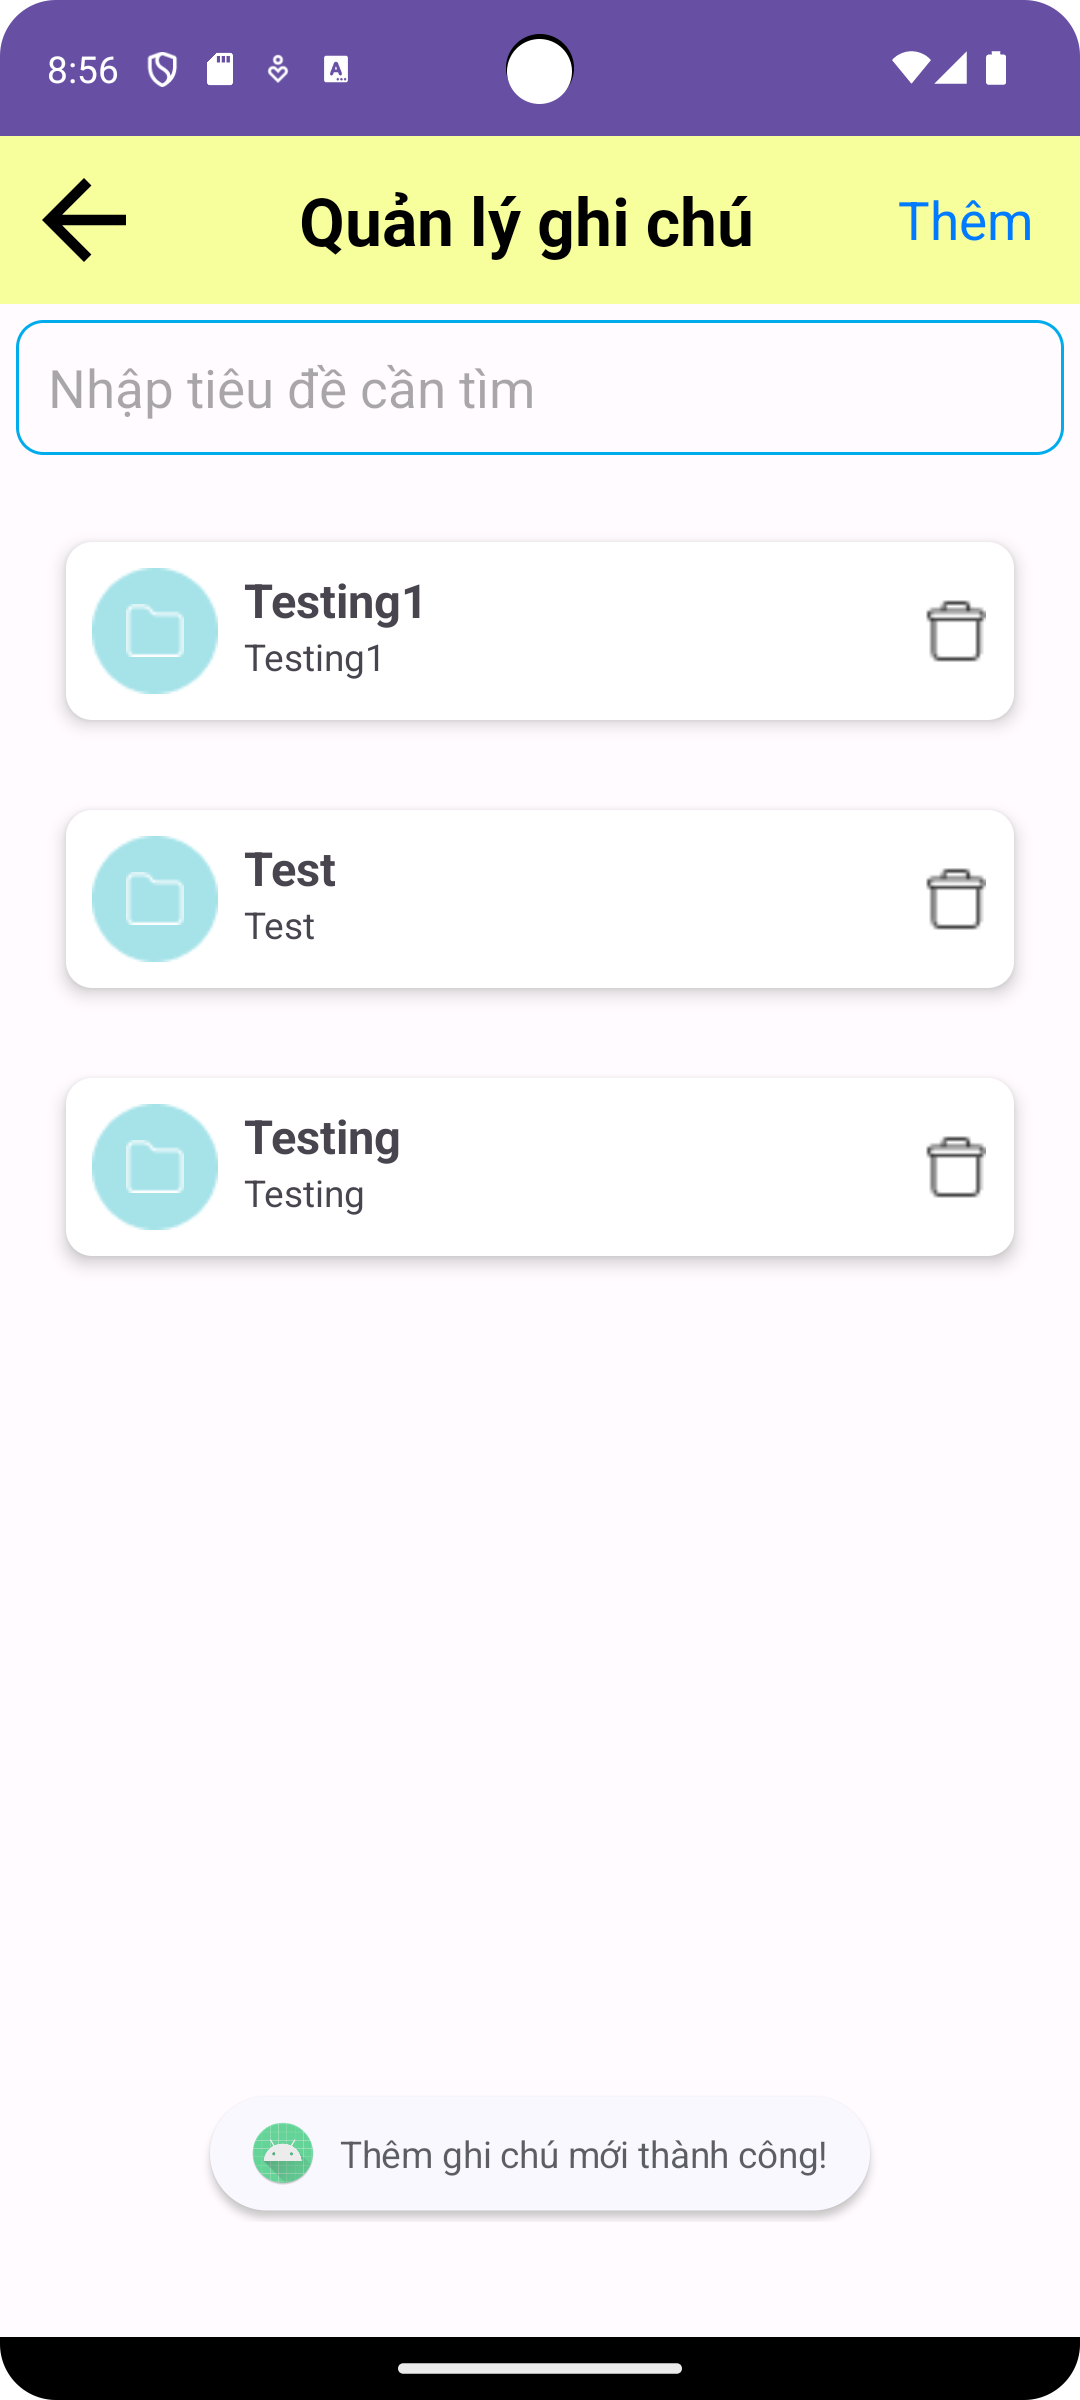 8:56
Quản lý ghi chú
Thêm
Nhập tiêu đề cần tìm
Testing1
Testing1
Test
Test
Testing
Testing
Thêm ghi chú mới thành công!